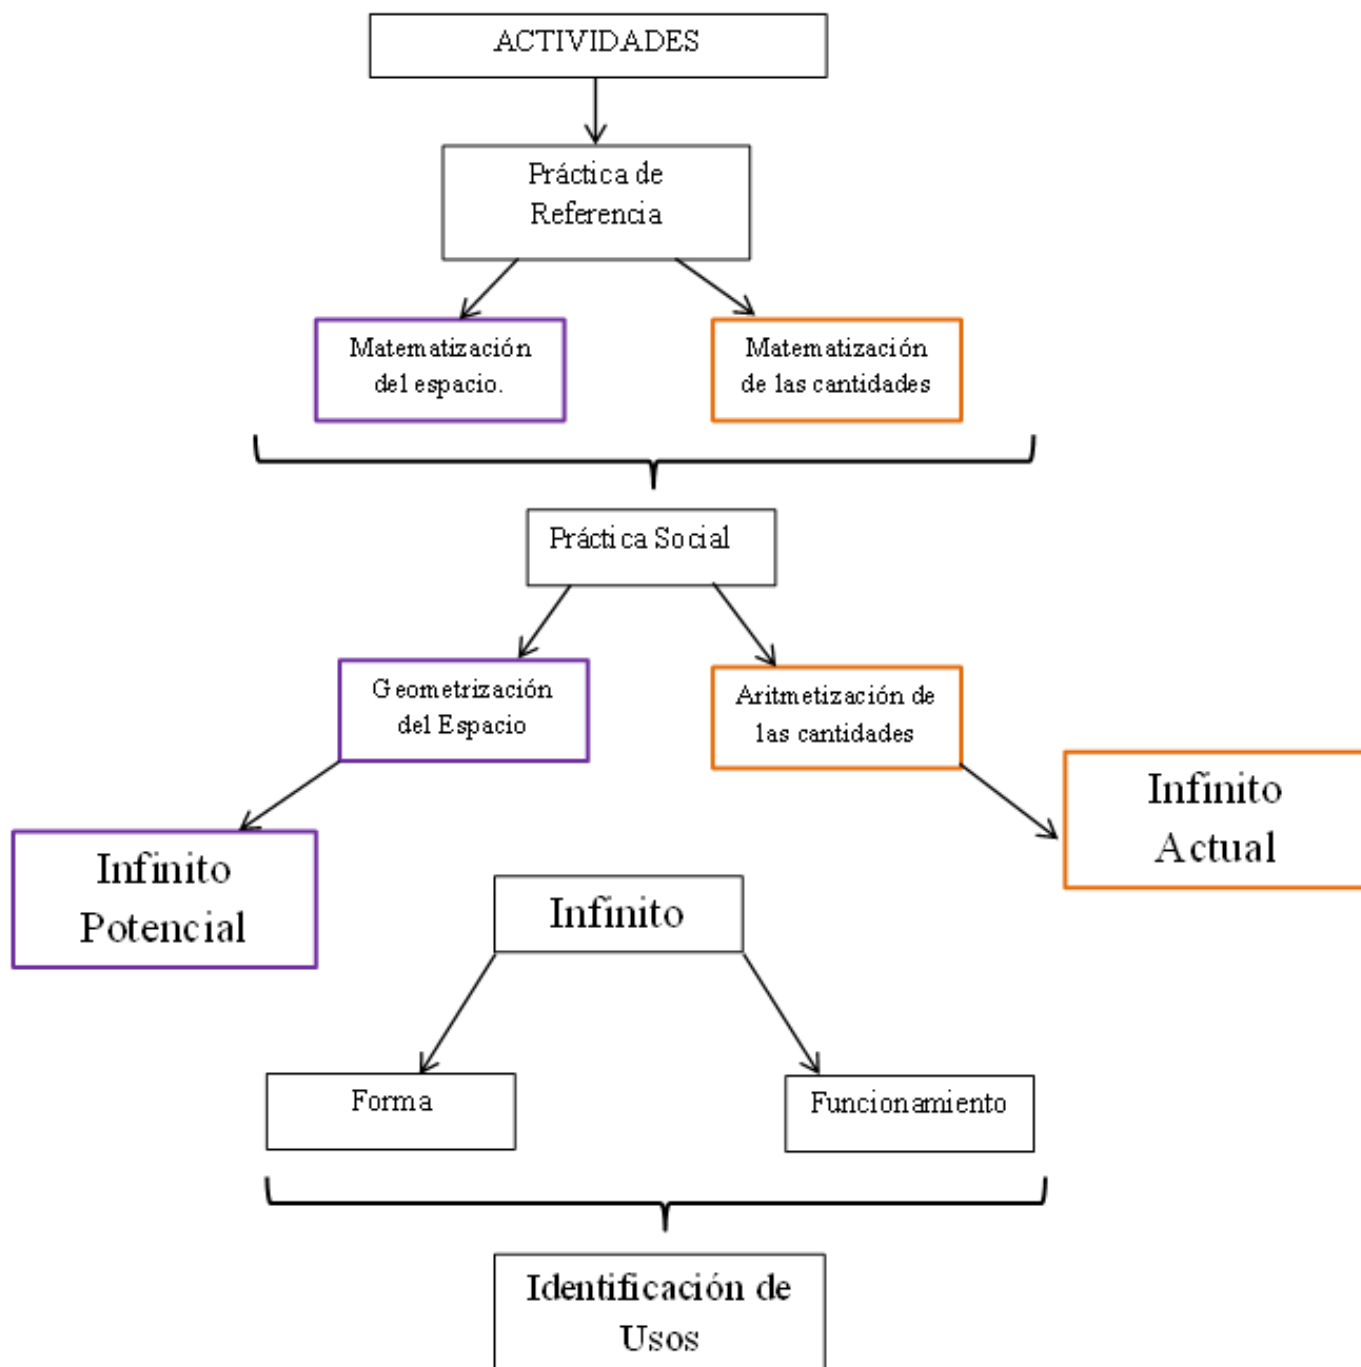 ACTIVIDADES
Práctica de
Referencia
Matematización
del espacio.
Matematización
de las cantidades
Práctica Social
Geometrización
del Espacio
Aritmetización de
las cantidades
Infinito
Potencial
Infinito
Actual
Infinito
Forma
Funcionamiento
Identificación de
Usos